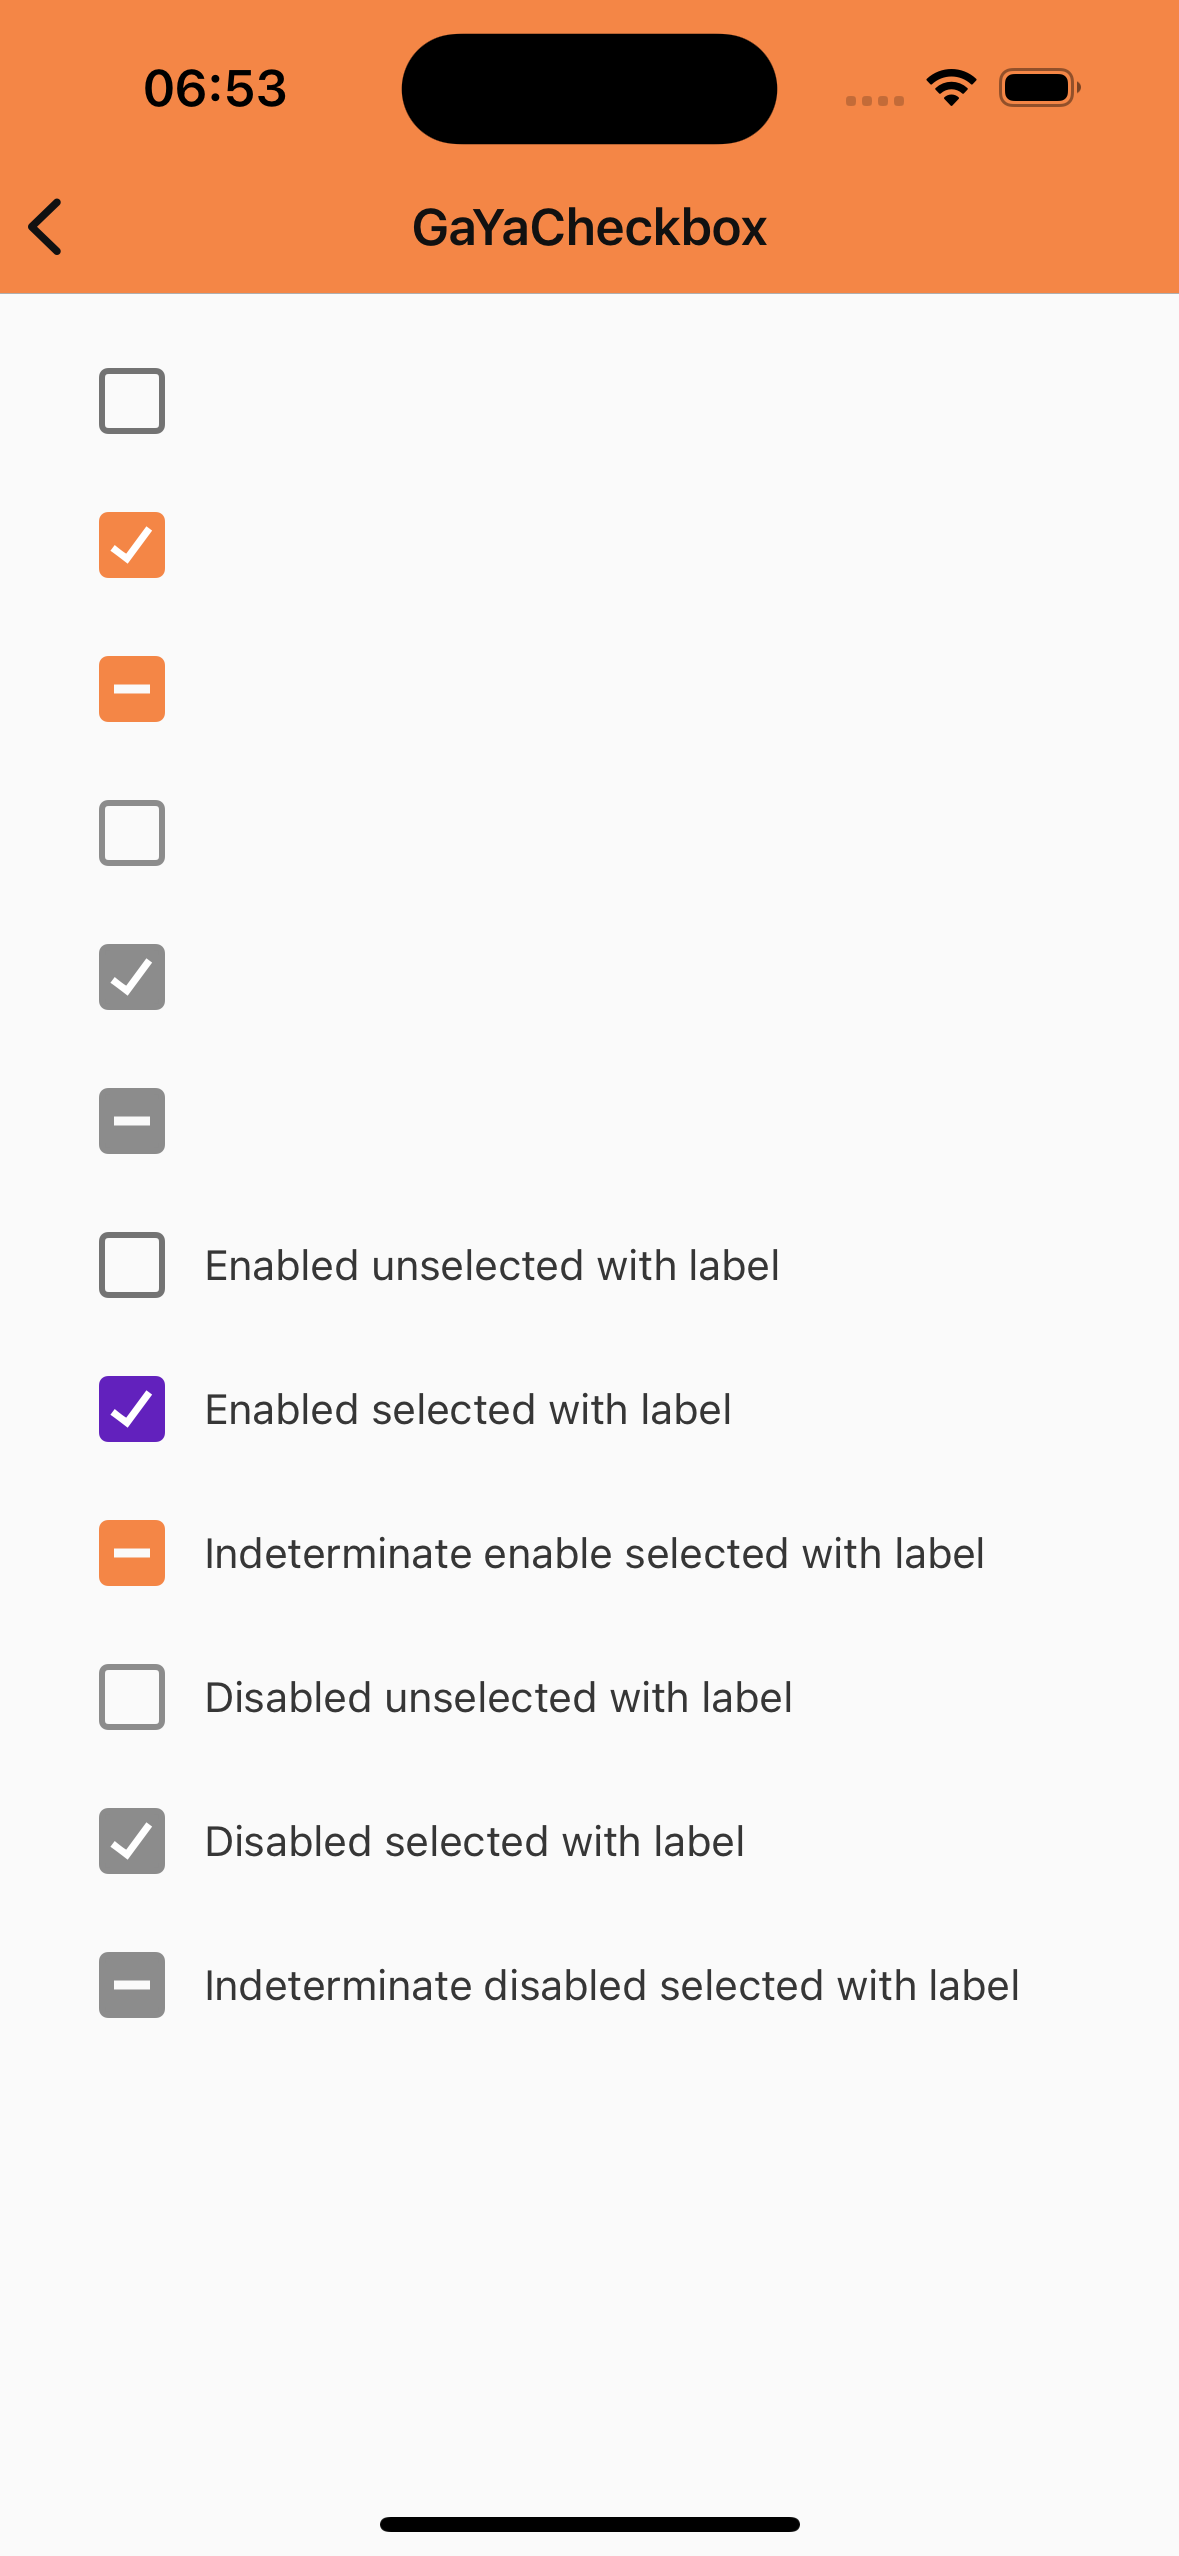 06:53
GaYaCheckbox
Enabled unselected with label
Enabled selected with label
Indeterminate enable selected with label
Disabled unselected with label
Disabled selected with label
Indeterminate disabled selected with label